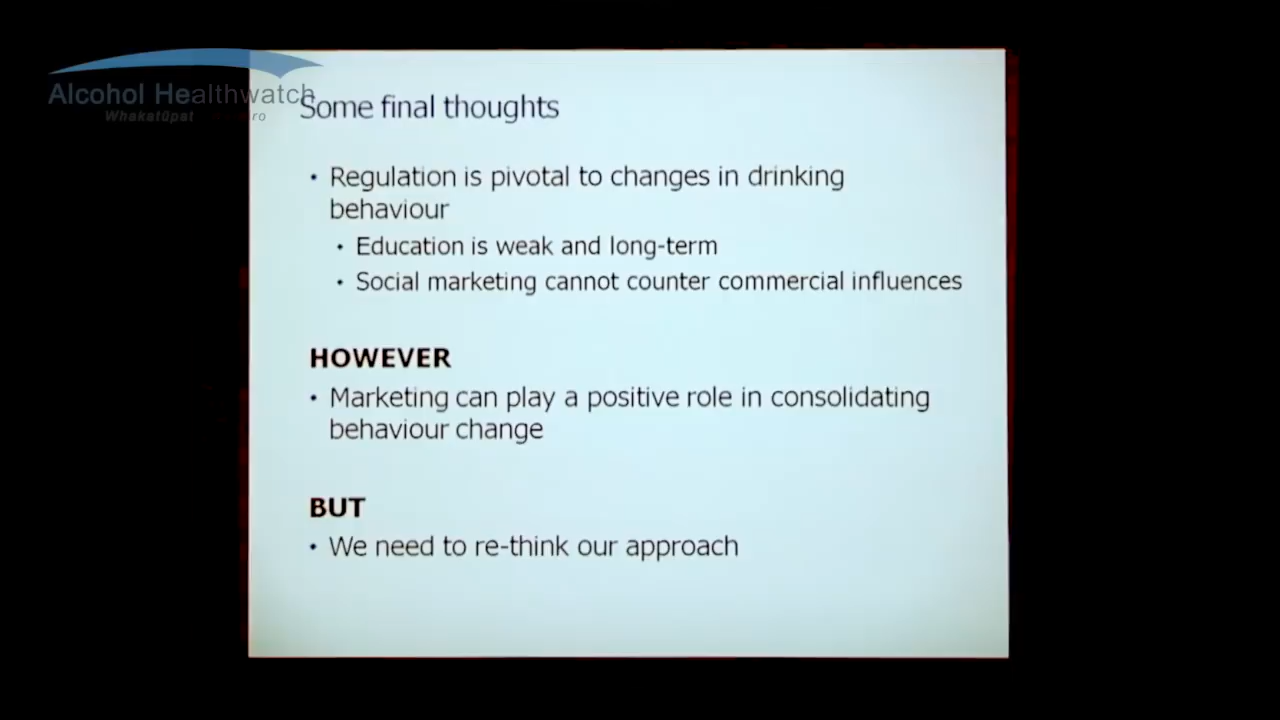 Alcohol Healthwatch
Some final thoughts
• Regulation is pivotal to changes in drinking
behaviour
• Education is weak and long-term
• Social marketing cannot counter commercial influences
HOWEVER
• Marketing can play a positive role in consolidating
behaviour change
BUT
• We need to re-think our approach